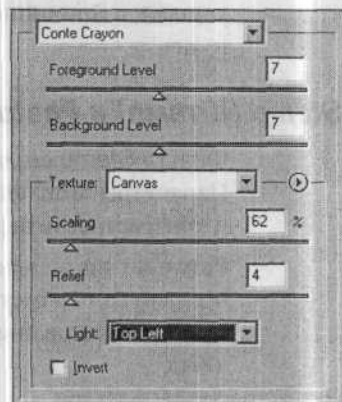 Conte Crayon
Foreground Level 7
Background Level 7
Texture: Canvas
Scaling 62 %
Relief 4
Light: Top Left
Invert